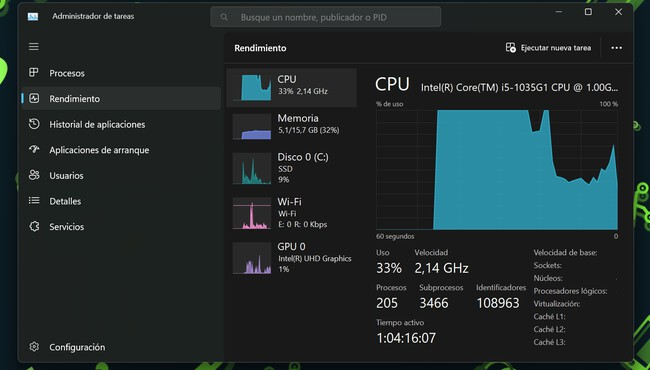 Administrador de tareas
Busque un nombre, publicador o PID
Rendimiento
Ejecutar nueva tarea
Procesos
Rendimiento
Historial de aplicaciones
Aplicaciones de arranque
Usuarios
Detalles
Servicios
Configuración
CPU
33% 2,14 GHz
Memoria
5,1/15,7 GB (32%)
Disco 0 (C:)
SSD
9%
Wi-Fi
Wi-Fi
E: 0 R: 0 Kbps
GPU 0
Intel(R) UHD Graphics
1%
CPU
Intel(R) Core(TM) i5-1035G1 CPU @ 1.00G...
% de uso
100 %
60 segundos
0
Uso
Velocidad
33%
2,14 GHz
Procesos
Subprocesos
Identificadores
205
3466
108963
Tiempo activo
1:04:16:07
Velocidad de base:
Sockets:
Núcleos:
Procesadores lógicos:
Virtualización:
Caché L1:
Caché L2:
Caché L3: